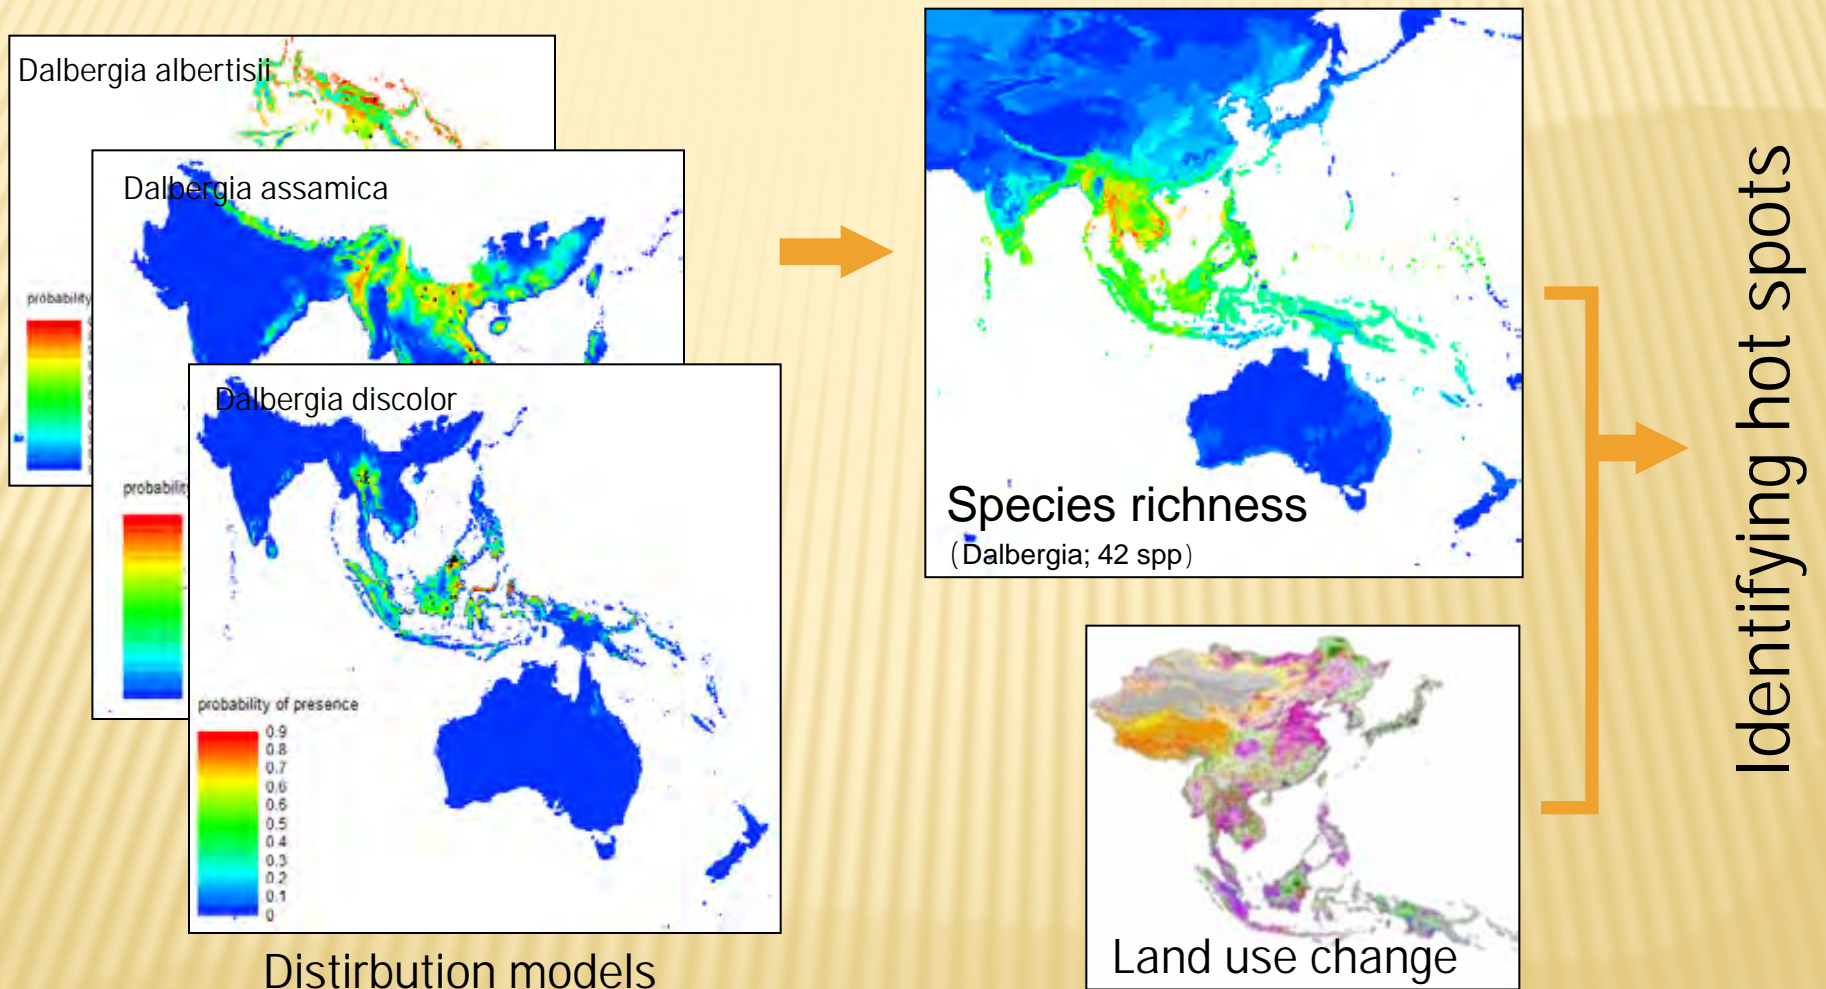 Dalbergia albertisii
probability
Dalbergia assamica
probability
Dalbergia discolor
probability of presence
0.9
0.8
0.7
0.6
0.6
0.5
0.4
0.3
0.2
0.1
0
Distirbution models
Species richness
(Dalbergia; 42 spp)
Land use change
Identifying hot spots